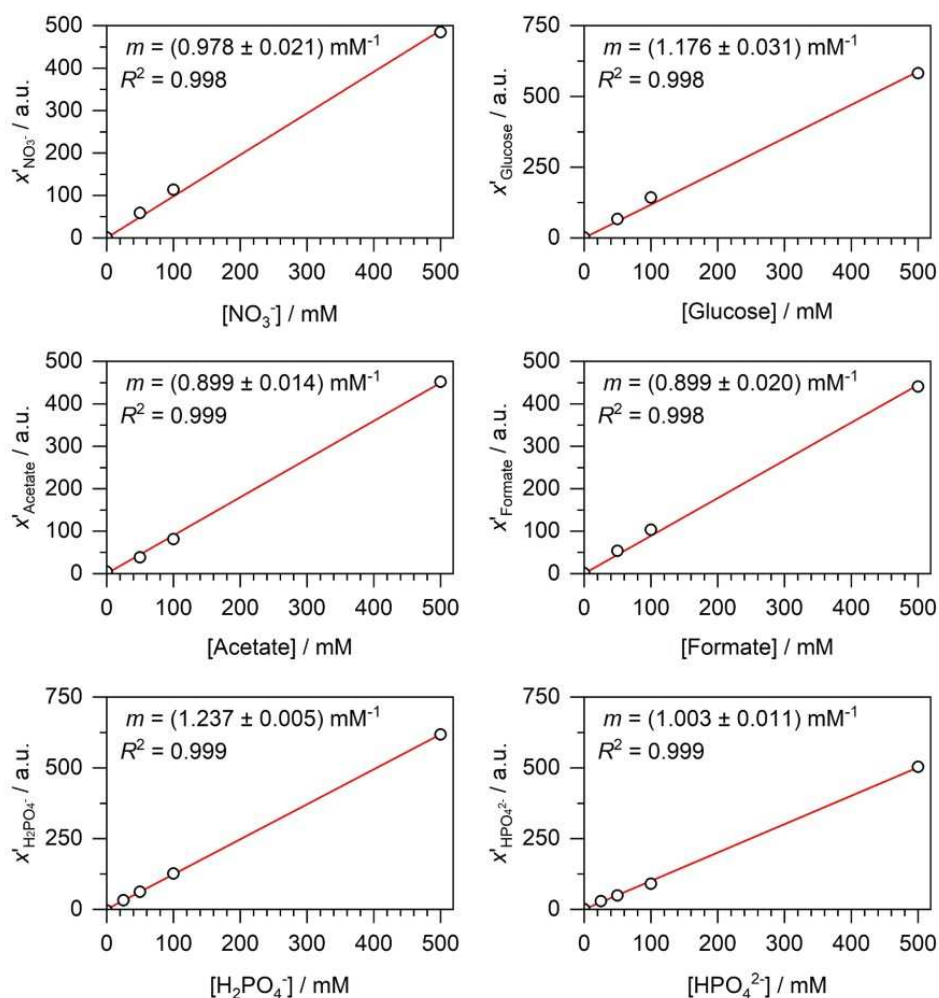 500
400
300
200
100
0
x'NO₃⁻ / a.u.
m = (0.978 ± 0.021) mM⁻¹
R² = 0.998
0 100 200 300 400 500
[NO₃⁻] / mM
750
500
250
0
x'Glucose / a.u.
m = (1.176 ± 0.031) mM⁻¹
R² = 0.998
0 100 200 300 400 500
[Glucose] / mM
500
400
300
200
100
0
x'Acetate / a.u.
m = (0.899 ± 0.014) mM⁻¹
R² = 0.999
0 100 200 300 400 500
[Acetate] / mM
500
400
300
200
100
0
x'Formate / a.u.
m = (0.899 ± 0.020) mM⁻¹
R² = 0.998
0 100 200 300 400 500
[Formate] / mM
750
500
250
0
x'H₂PO₄⁻ / a.u.
m = (1.237 ± 0.005) mM⁻¹
R² = 0.999
0 100 200 300 400 500
[H₂PO₄⁻] / mM
750
500
250
0
x'HPO₄²⁻ / a.u.
m = (1.003 ± 0.011) mM⁻¹
R² = 0.999
0 100 200 300 400 500
[HPO₄²⁻] / mM